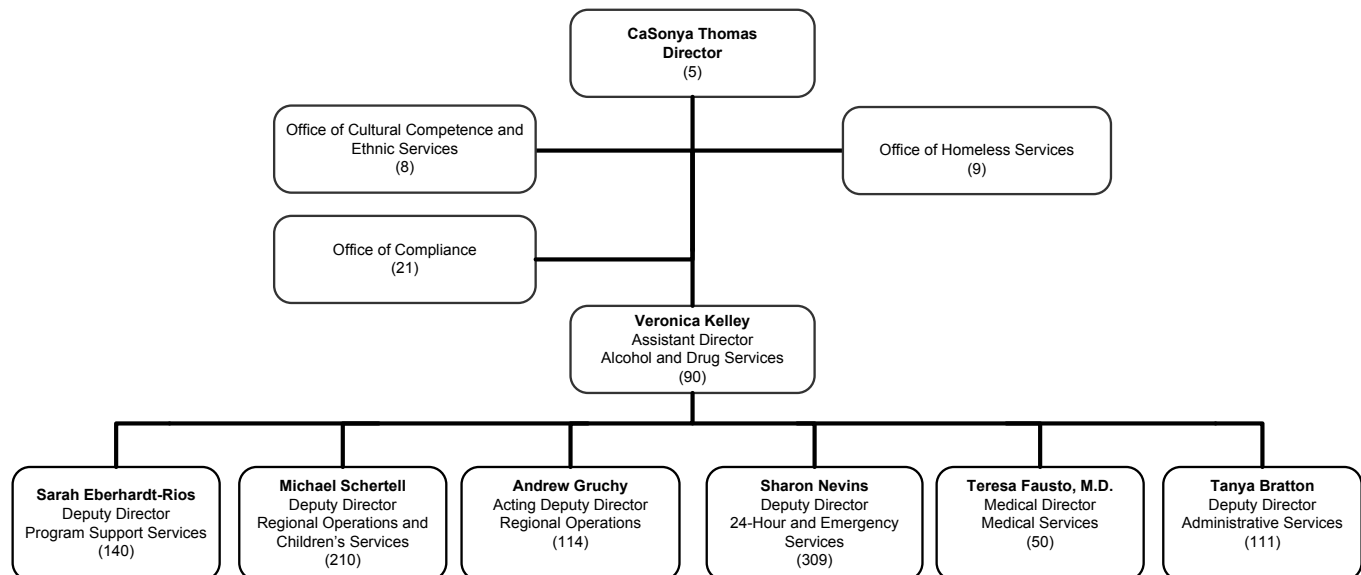 CaSonya Thomas
Director
(5)
Office of Cultural Competence and
Ethnic Services
(8)
Office of Homeless Services
(9)
Office of Compliance
(21)
Veronica Kelley
Assistant Director
Alcohol and Drug Services
(90)
Sarah Eberhardt-Rios
Deputy Director
Program Support Services
(140)
Michael Schertell
Deputy Director
Regional Operations and
Children’s Services
(210)
Andrew Gruchy
Acting Deputy Director
Regional Operations
(114)
Sharon Nevins
Deputy Director
24-Hour and Emergency
Services
(309)
Teresa Fausto, M.D.
Medical Director
Medical Services
(50)
Tanya Bratton
Deputy Director
Administrative Services
(111)